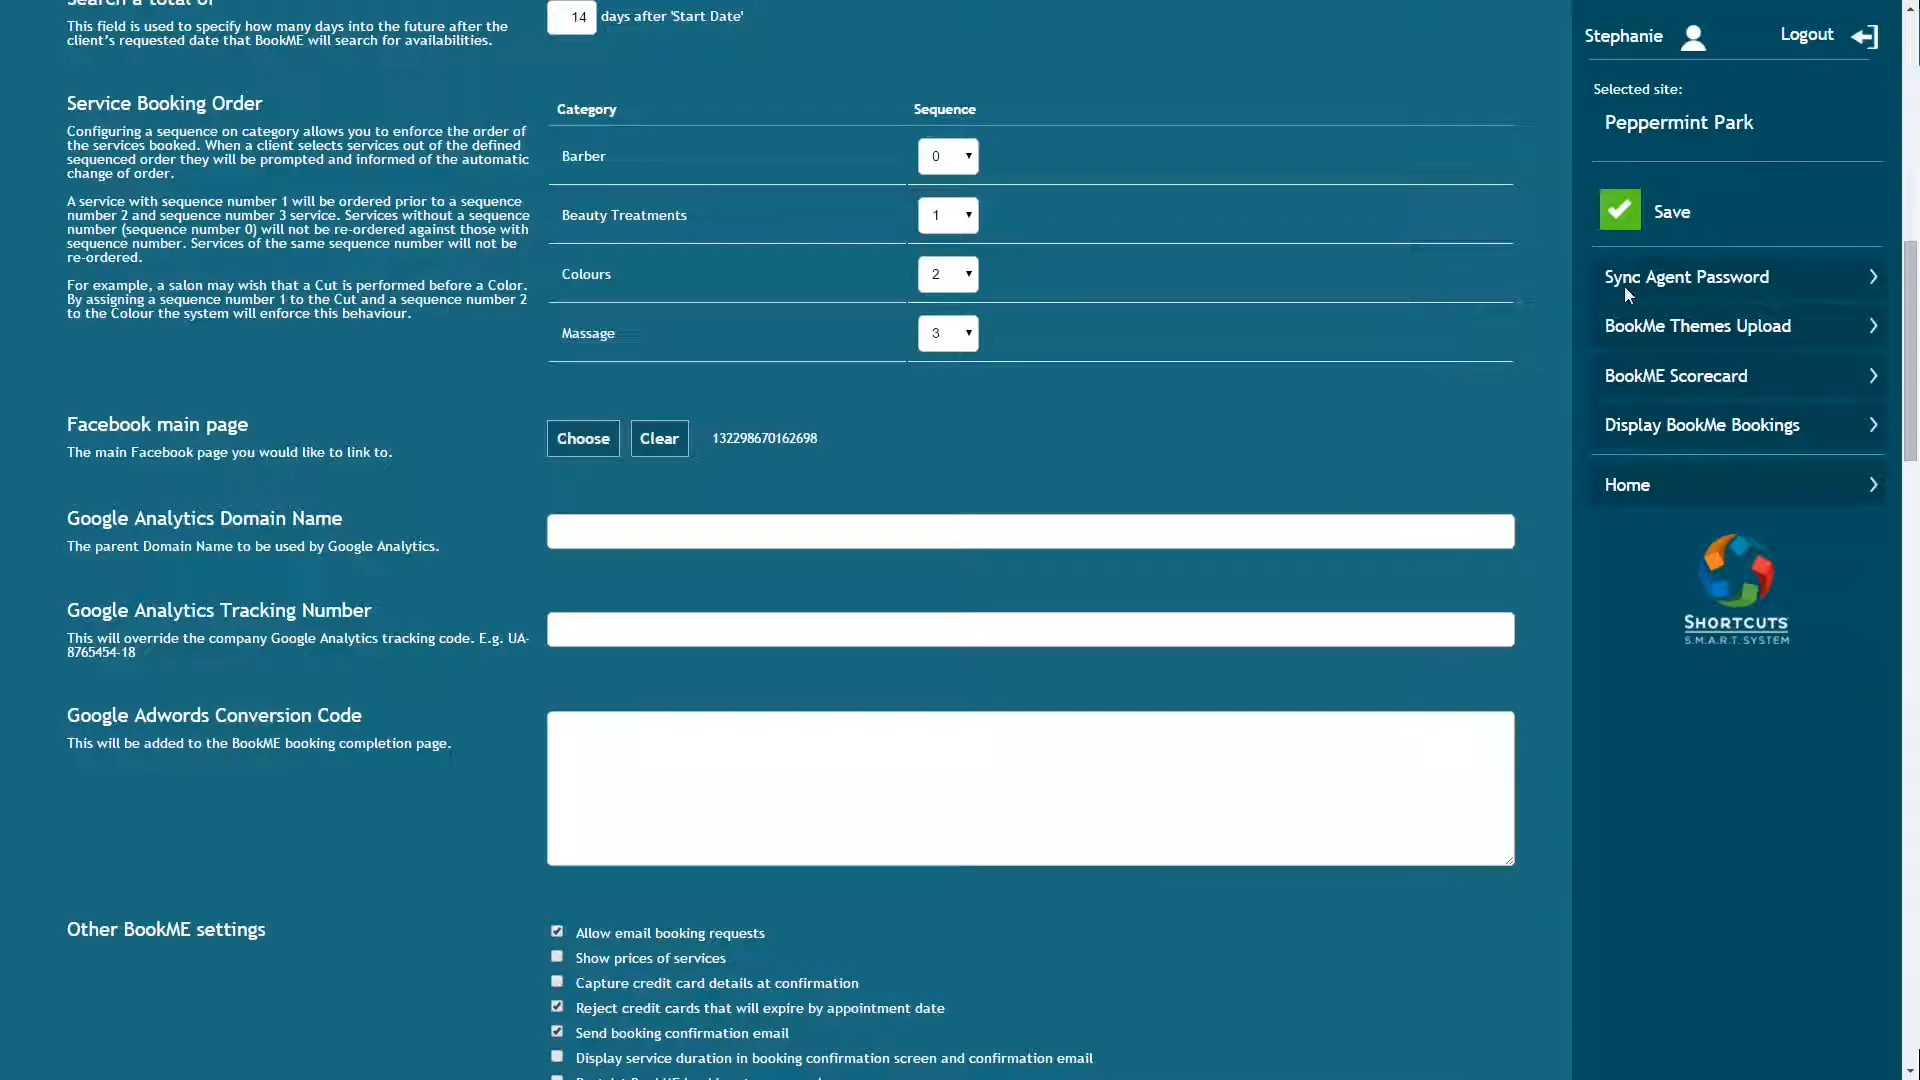 Search a total of
This field is used to specify how many days into the future after the
client's requested date that BookME will search for availabilities.
14 days after 'Start Date'
Service Booking Order
Configuring a sequence on category allows you to enforce the order of
the services booked. When a client selects services out of the defined
sequenced order they will be prompted and informed of the automatic
change of order.
A service with sequence number 1 will be ordered prior to a sequence
number 2 and sequence number 3 service. Services without a sequence
number (sequence number 0) will not be re-ordered against those with
sequence number. Services of the same sequence number will not be
re-ordered.
For example, a salon may wish that a Cut is performed before a Color.
By assigning a sequence number 1 to the Cut and a sequence number 2
to the Colour the system will enforce this behaviour.
Category Sequence
Barber 0
Beauty Treatments 1
Colours 2
Massage 3
Facebook main page
The main Facebook page you would like to link to.
Choose Clear 132298670162698
Google Analytics Domain Name
The parent Domain Name to be used by Google Analytics.
Google Analytics Tracking Number
This will override the company Google Analytics tracking code. E.g. UA-
8765454-18
Google Adwords Conversion Code
This will be added to the BookME booking completion page.
Other BookME settings
Allow email booking requests
Show prices of services
Capture credit card details at confirmation
Reject credit cards that will expire by appointment date
Send booking confirmation email
Display service duration in booking confirmation screen and confirmation email
Stephanie Logout
Selected site:
Peppermint Park
Save
Sync Agent Password
BookMe Themes Upload
BookME Scorecard
Display BookMe Bookings
Home
SHORTCUTS
S.M.A.R.T. SYSTEM